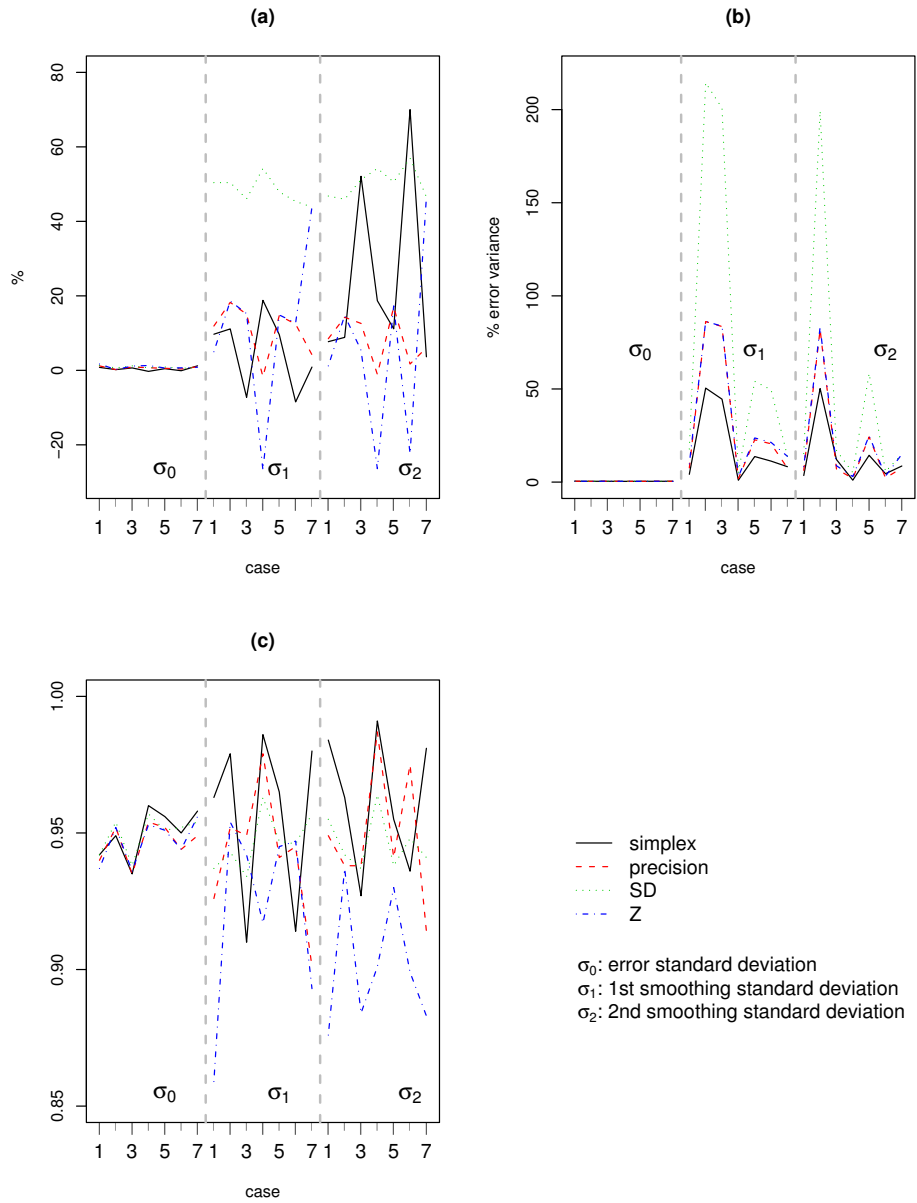 (a)
%
80
60
40
20
0
−20
σ0 σ1 σ2
1 3 5 7 1 3 5 7 1 3 5 7
case
(b)
% error variance
200
150
100
50
0
σ0 σ1 σ2
1 3 5 7 1 3 5 7 1 3 5 7
case
(c)
1.00
0.95
0.90
0.85
σ0 σ1 σ2
1 3 5 7 1 3 5 7 1 3 5 7
case
simplex
precision
SD
Z
σ0: error standard deviation
σ1: 1st smoothing standard deviation
σ2: 2nd smoothing standard deviation